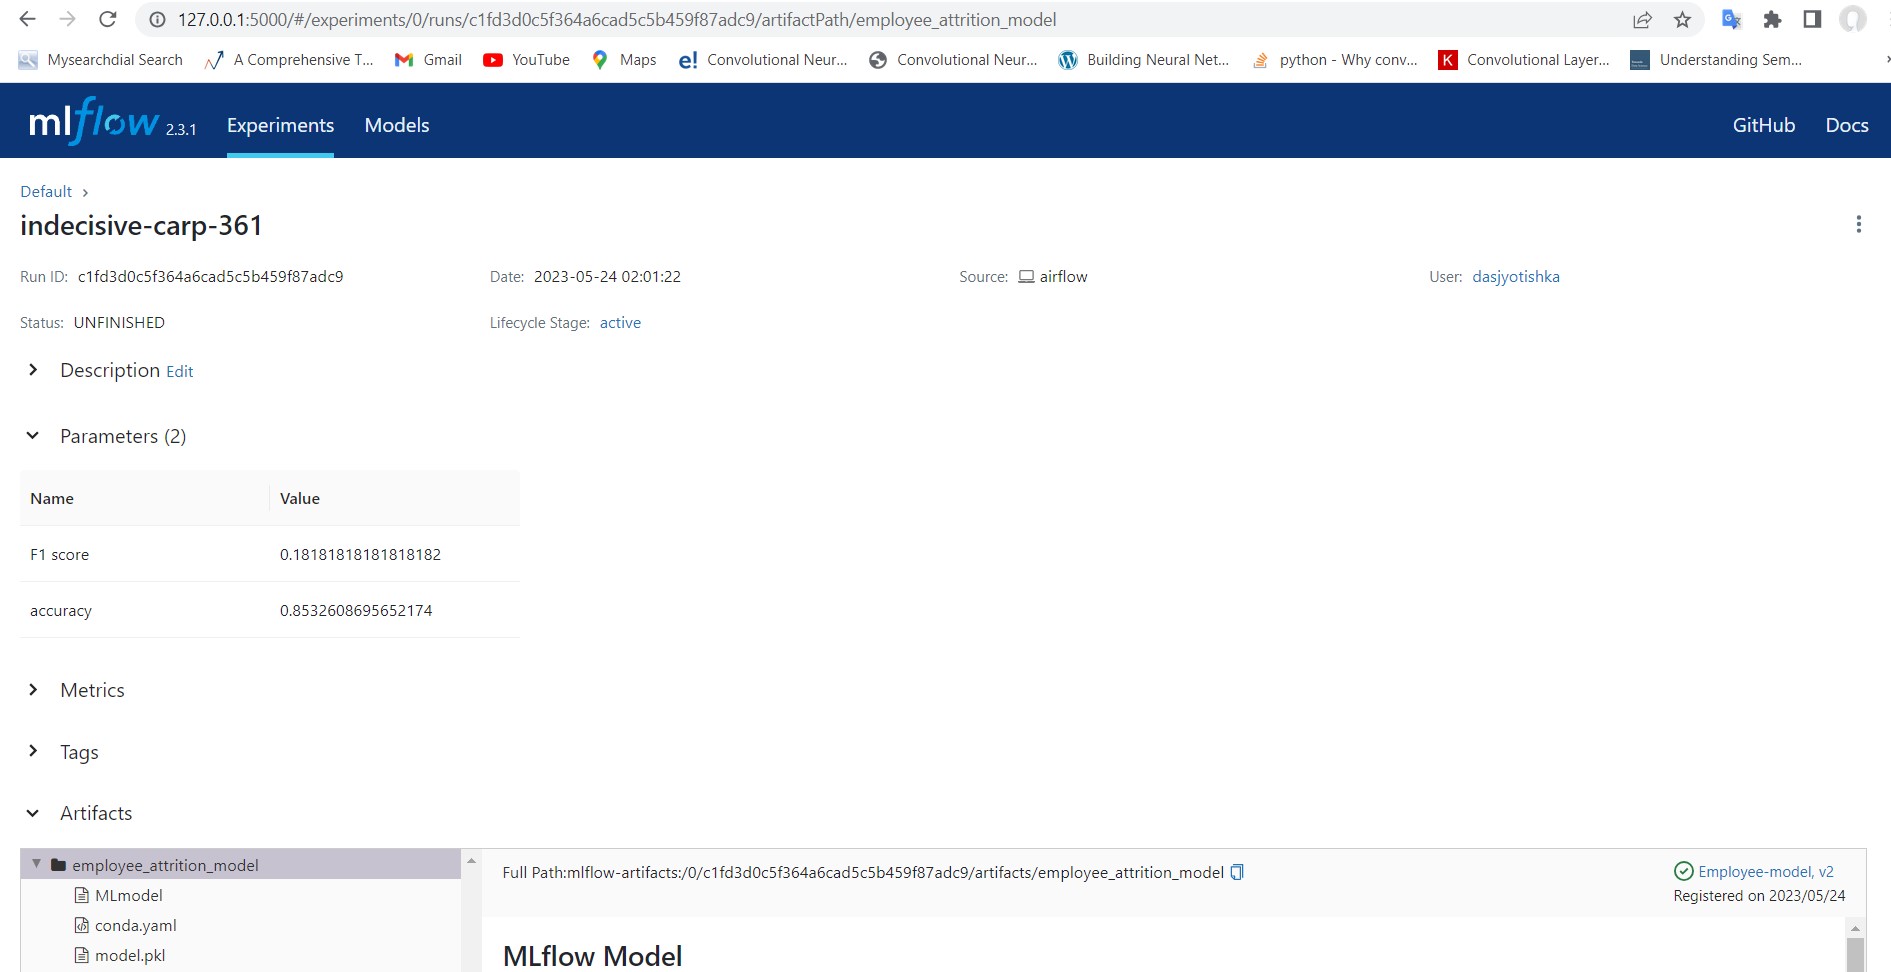 127.0.0.1:5000/#/experiments/0/runs/c1fd3d0c5f364a6cad5c5b459f87adc9/artifactPath/employee_attrition_model
Mysearchdial Search A Comprehensive T... Gmail YouTube Maps e! Convolutional Neur... Convolutional Neur... Building Neural Net... python - Why conv... K Convolutional Layer... Understanding Sem...
mlflow 2.3.1 Experiments Models GitHub Docs
Default
indecisive-carp-361
Run ID: c1fd3d0c5f364a6cad5c5b459f87adc9 Date: 2023-05-24 02:01:22 Source: airflow User: dasjyotishka
Status: UNFINISHED Lifecycle Stage: active
Description Edit
Parameters (2)
Name Value
F1 score 0.18181818181818182
accuracy 0.8532608695652174
Metrics
Tags
Artifacts
employee_attrition_model
MLmodel
conda.yaml
model.pkl
Full Path:mlflow-artifacts:/0/c1fd3d0c5f364a6cad5c5b459f87adc9/artifacts/employee_attrition_model
Employee-model, v2
Registered on 2023/05/24
MLflow Model